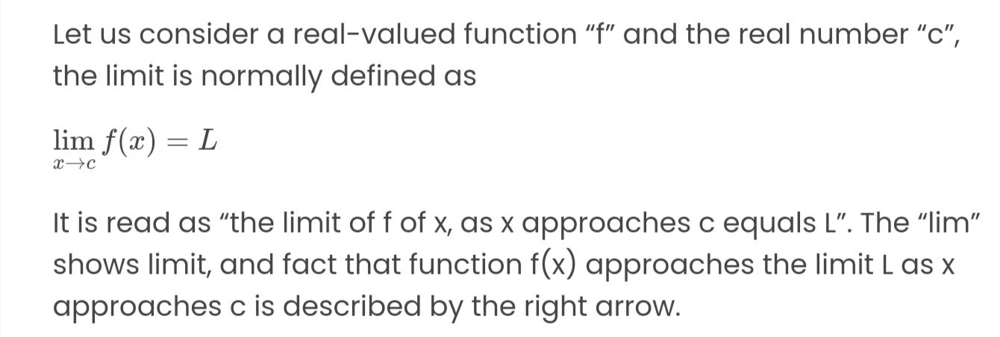 Let us consider a real-valued function “f” and the real number “c”,
the limit is normally defined as
lim f(x) = L
x→c
It is read as “the limit of f of x, as x approaches c equals L”. The “lim”
shows limit, and fact that function f(x) approaches the limit L as x
approaches c is described by the right arrow.